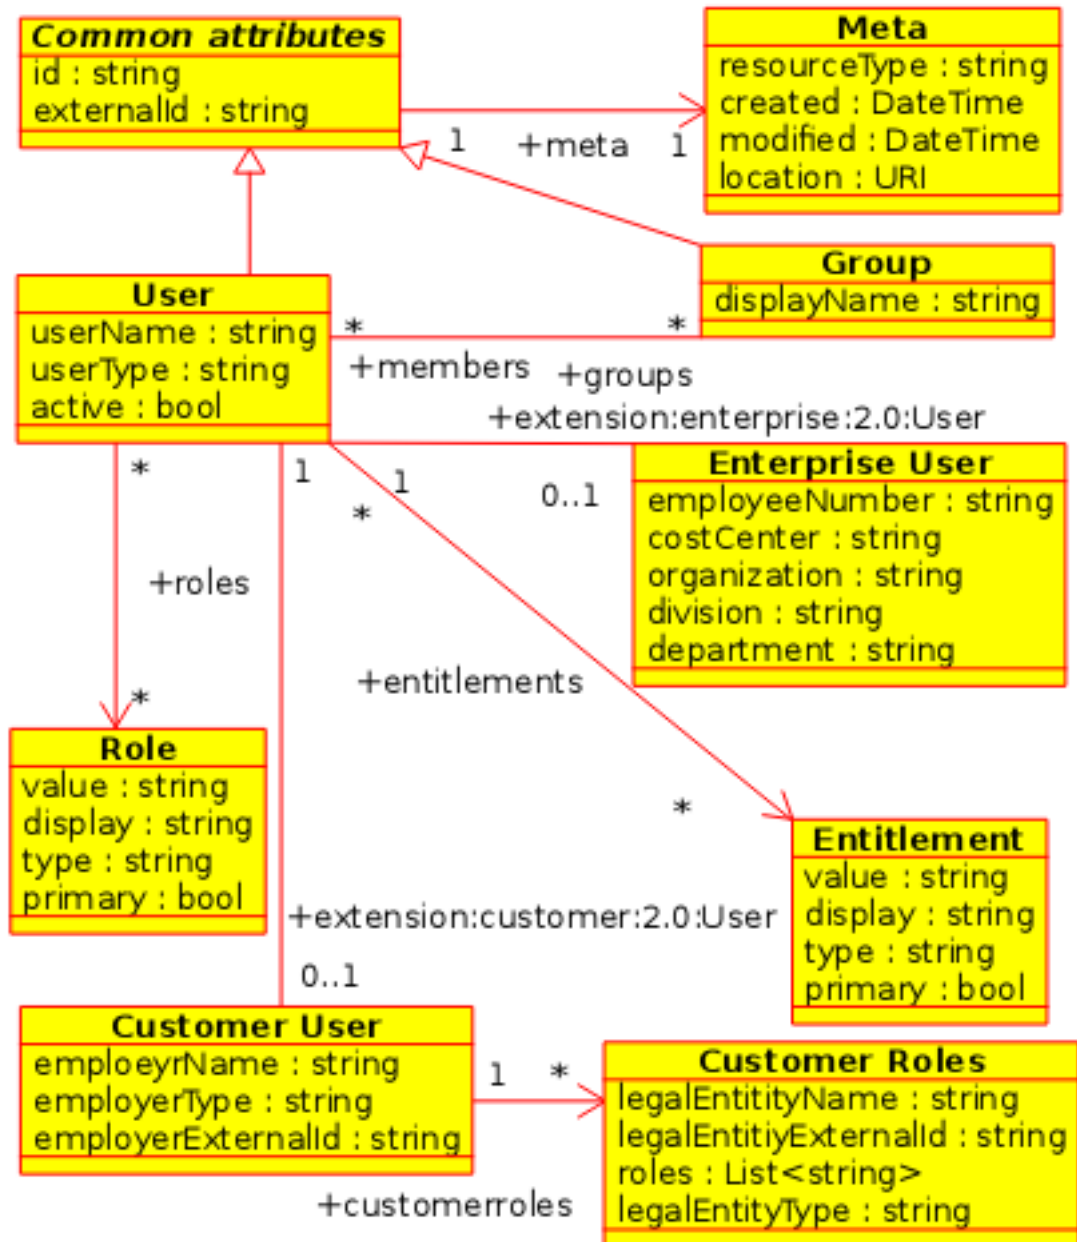 Common attributes
id : string
externalId : string
Meta
resourceType : string
created : DateTime
modified : DateTime
location : URI
1
+meta
1
Group
displayName : string
User
userName : string
userType : string
active : bool
*
*
+members
+groups
+extension:enterprise:2.0:User
Enterprise User
employeeNumber : string
costCenter : string
organization : string
division : string
department : string
*
1
1
*
0..1
+roles
+entitlements
*
*
Role
value : string
display : string
type : string
primary : bool
Entitlement
value : string
display : string
type : string
primary : bool
+extension:customer:2.0:User
0..1
Customer User
emploeyrName : string
employerType : string
employerExternalId : string
1
*
+customerroles
Customer Roles
legalEntitityName : string
legalEntitiyExternalId : string
roles : List<string>
legalEntityType : string